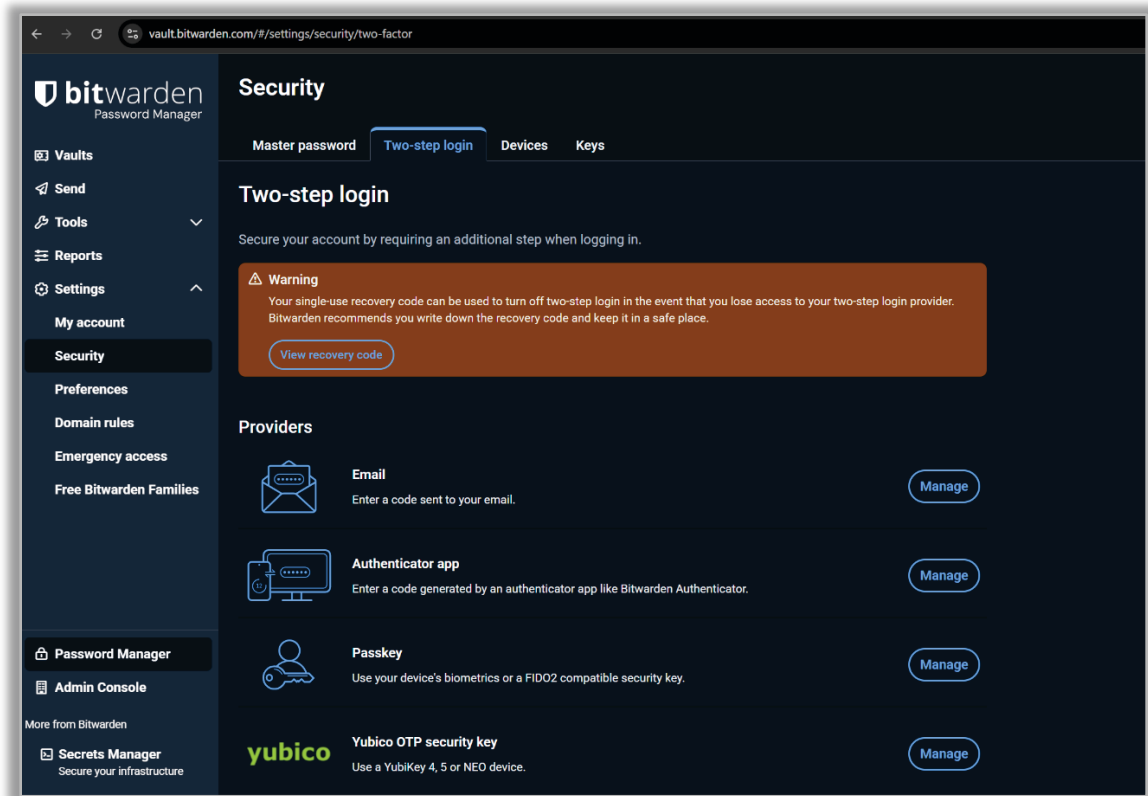 vault.bitwarden.com/#/settings/security/two-factor
bitwarden
Password Manager
Vaults
Send
Tools
Reports
Settings
My account
Security
Preferences
Domain rules
Emergency access
Free Bitwarden Families
Password Manager
Admin Console
More from Bitwarden
Secrets Manager
Secure your infrastructure
Security
Master password Two-step login Devices Keys
Two-step login
Secure your account by requiring an additional step when logging in.
Warning
Your single-use recovery code can be used to turn off two-step login in the event that you lose access to your two-step login provider.
Bitwarden recommends you write down the recovery code and keep it in a safe place.
View recovery code
Providers
Email
Enter a code sent to your email.
Manage
Authenticator app
Enter a code generated by an authenticator app like Bitwarden Authenticator.
Manage
Passkey
Use your device's biometrics or a FIDO2 compatible security key.
Manage
yubico
Yubico OTP security key
Use a YubiKey 4, 5 or NEO device.
Manage